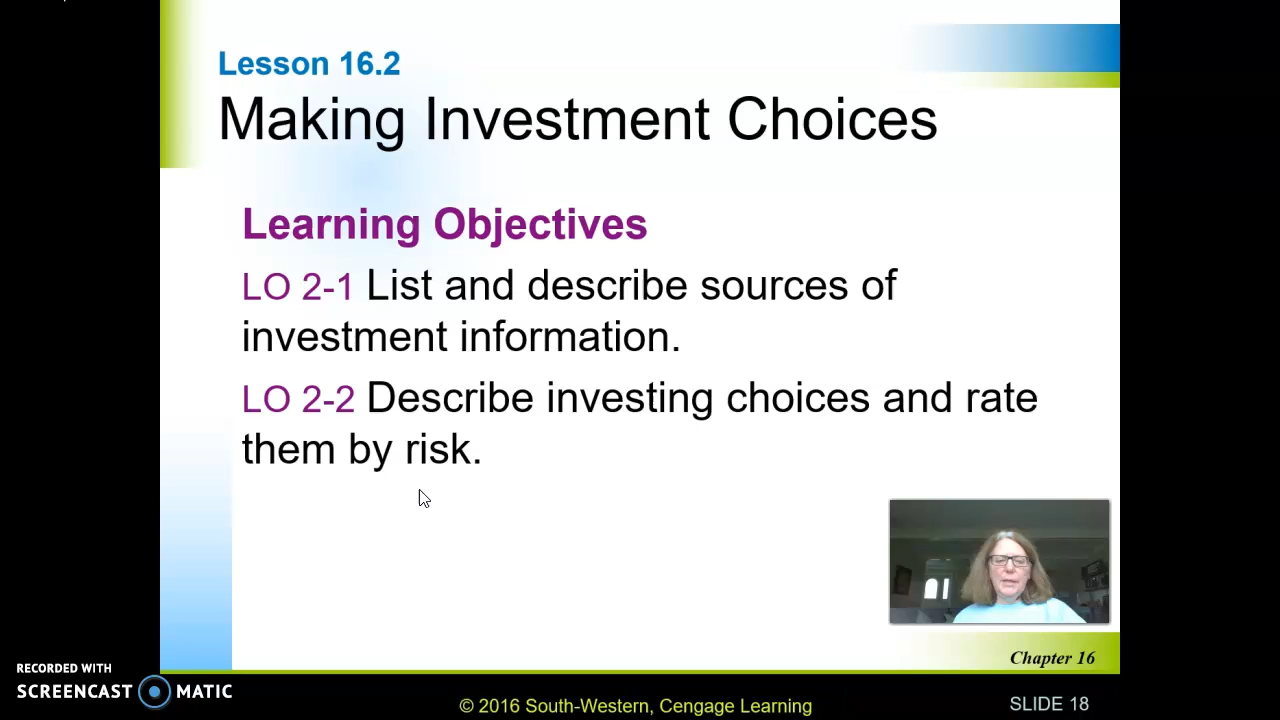 Lesson 16.2
Making Investment Choices
Learning Objectives
LO 2-1 List and describe sources of
investment information.
LO 2-2 Describe investing choices and rate
them by risk.
Chapter 16
RECORDED WITH
SCREENCAST MATIC
© 2016 South-Western, Cengage Learning
SLIDE 18